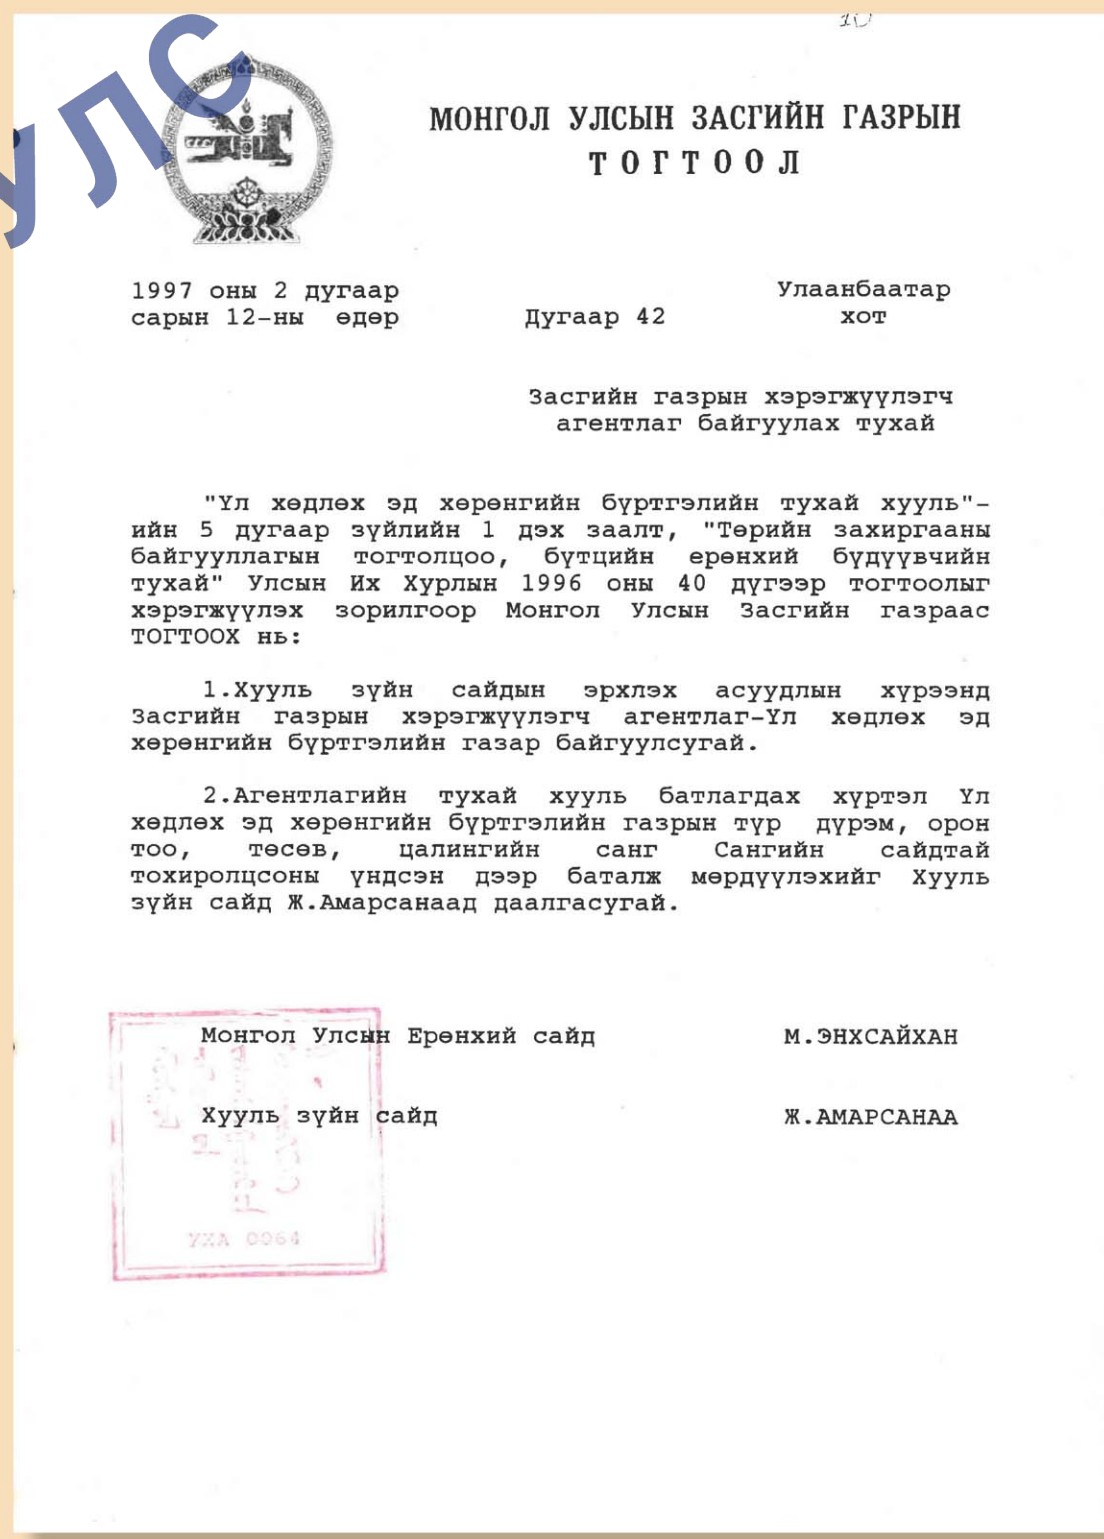 10
УЛС
МОНГОЛ УЛСЫН ЗАСГИЙН ГАЗРЫН
ТОГТООЛ
1997 оны 2 дугаар
сарын 12-ны өдөр
Дугаар 42
Улаанбаатар
хот
Засгийн газрын хэрэгжүүлэгч
агентлаг байгуулах тухай
"Үл хөдлөх эд хөрөнгийн бүртгэлийн тухай хууль"-
ийн 5 дугаар зүйлийн 1 дэх заалт, "Төрийн захиргааны
байгууллагын тогтолцоо, бүтцийн ерөнхий бүдүүвчийн
тухай" Улсын Их Хурлын 1996 оны 40 дүгээр тогтоолыг
хэрэгжүүлэх зорилгоор Монгол Улсын Засгийн газраас
ТОГТООХ нь:
1.Хууль зүйн сайдын эрхлэх асуудлын хүрээнд
Засгийн газрын хэрэгжүүлэгч агентлаг-Үл хөдлөх эд
хөрөнгийн бүртгэлийн газар байгуулсугай.
2.Агентлагийн тухай хууль батлагдах хүртэл Үл
хөдлөх эд хөрөнгийн бүртгэлийн газрын түр дүрэм, орон
тоо, төсөв, цалингийн санг Сангийн сайдтай
тохиролцсоны үндсэн дээр баталж мөрдүүлэхийг Хууль
зүйн сайд Ж.Амарсанаад даалгасугай.
Монгол Улсын Ерөнхий сайд М.ЭНХСАЙХАН
Хууль зүйн сайд Ж.АМАРСАНАА
УХА 0064